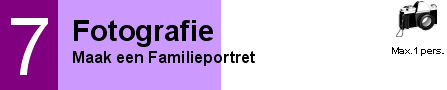 7
Fotografie
Maak een Familieportret
Max.1 pers.